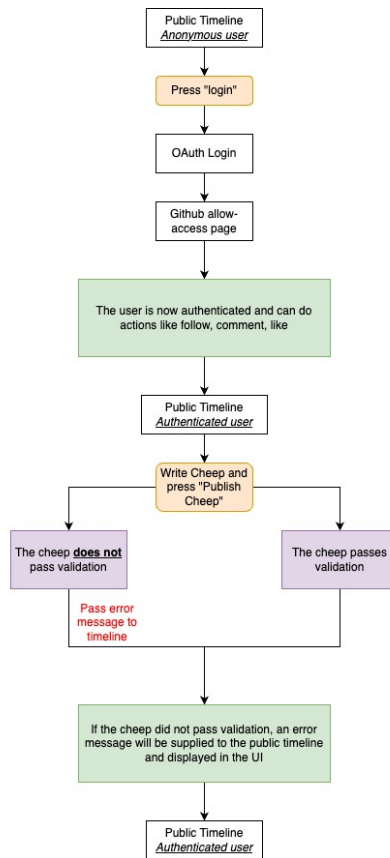 Public Timeline
Anonymous user
Press "login"
OAuth Login
Github allow-
access page
The user is now authenticated and can do
actions like follow, comment, like
Public Timeline
Authenticated user
Write Cheep and
press "Publish
Cheep"
The cheep does not
pass validation
The cheep passes
validation
Pass error
message to
timeline
If the cheep did not pass validation, an error
message will be supplied to the public timeline
and displayed in the UI
Public Timeline
Authenticated user